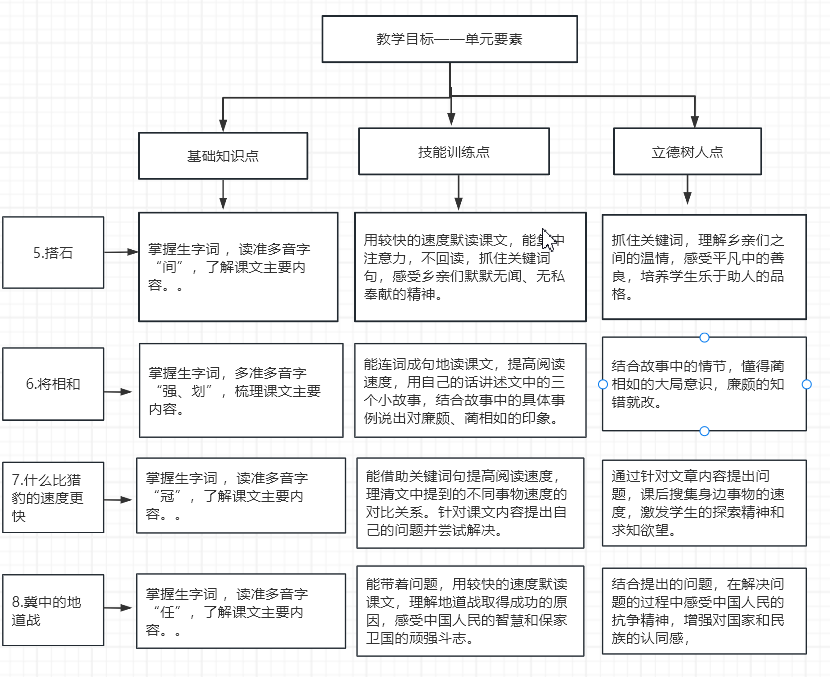 教学目标——单元要素
基础知识点
技能训练点
立德树人点
5.搭石
掌握生字词 ，读准多音字
“间”，了解课文主要内
容。。
用较快的速度默读课文，能集中
注意力，不回读，抓住关键词
句，感受乡亲们默默无闻、无私
奉献的精神。
抓住关键词，理解乡亲们之
间的温情，感受平凡中的善
良，培养学生乐于助人的品
格。
6.将相和
掌握生字词，多准多音字
“强、划”，梳理课文主要
内容。
能连词成句地读课文，提高阅读
速度，用自己的话讲述文中的三
个小故事，结合故事中的具体事
例说出对廉颇、蔺相如的印象。
结合故事中的情节，懂得蔺
相如的大局意识，廉颇的知
错就改。
7.什么比猎
豹的速度更
快
掌握生字词 ，读准多音字
“冠”，了解课文主要内
容。。
能借助关键词句提高阅读速度，
理清文中提到的不同事物速度的
对比关系。针对课文内容提出自
己的问题并尝试解决。
通过针对文章内容提出问
题，课后搜集身边事物的速
度，激发学生的探索精神和
求知欲望。
8.冀中的地
道战
掌握生字词 ，读准多音字
“任”，了解课文主要内
容。。
能带着问题，用较快的速度默读
课文，理解地道战取得成功的原
因，感受中国人民的智慧和保家
卫国的顽强斗志。
结合提出的问题，在解决问
题的过程中感受中国人民的
抗争精神，增强对国家和民
族的认同感，